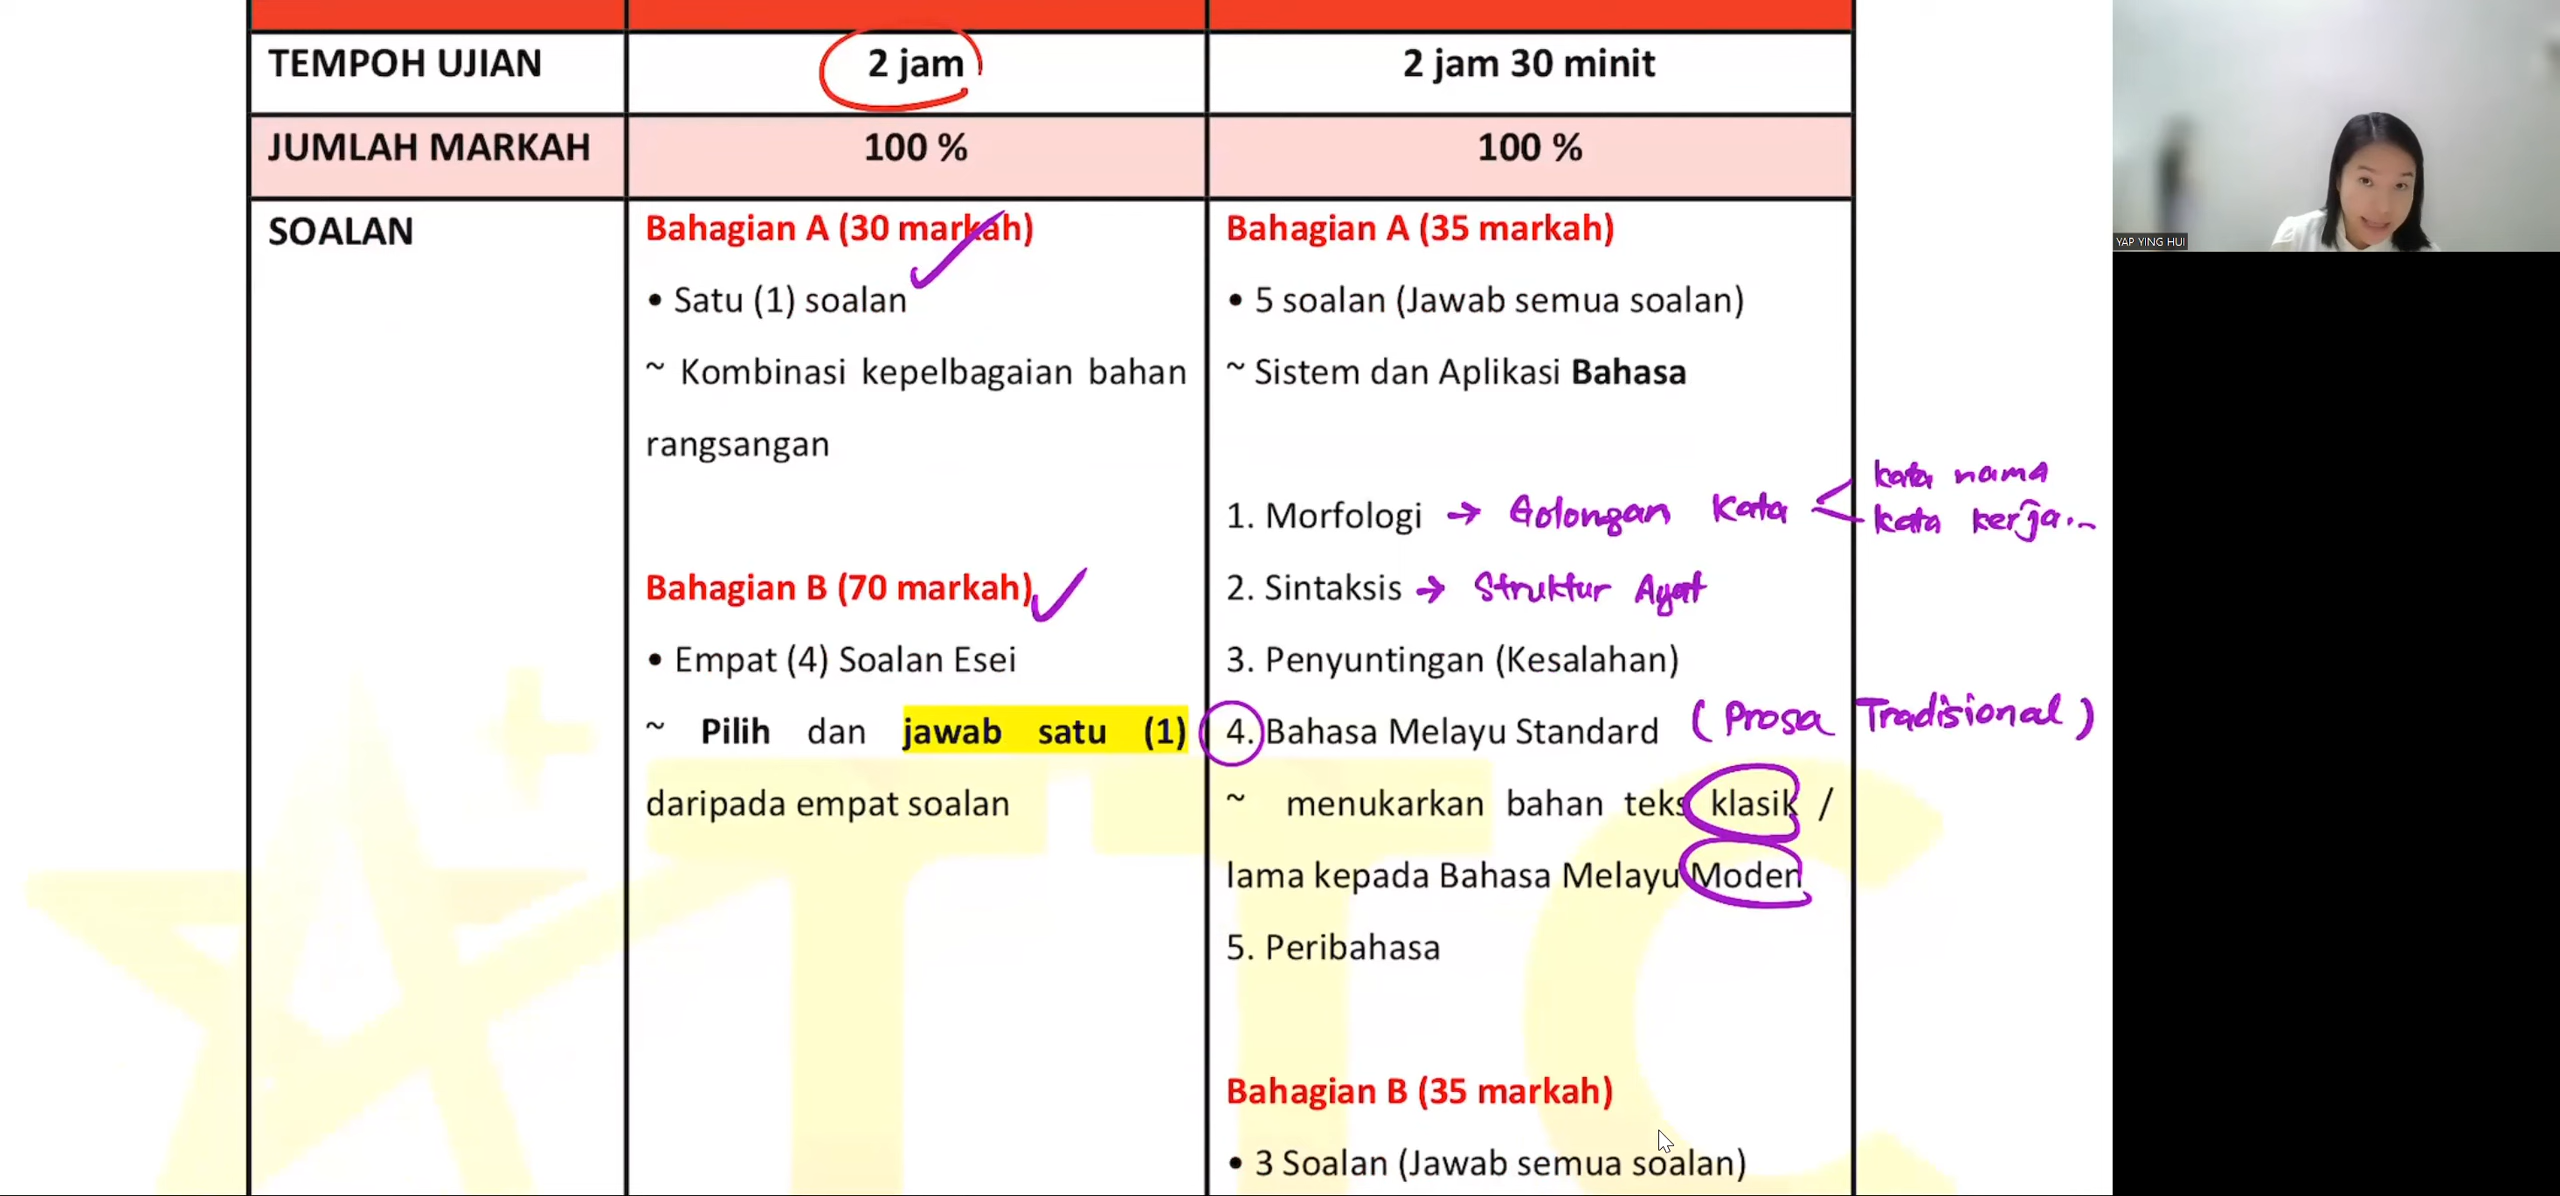 TEMPOH UJIAN
2 jam
2 jam 30 minit
JUMLAH MARKAH
100 %
100 %
SOALAN
Bahagian A (30 markah)
• Satu (1) soalan
~ Kombinasi kepelbagaian bahan
rangsangan
Bahagian B (70 markah)
• Empat (4) Soalan Esei
~ Pilih dan jawab satu (1)
daripada empat soalan
Bahagian A (35 markah)
• 5 soalan (Jawab semua soalan)
~ Sistem dan Aplikasi Bahasa
1. Morfologi → Golongan Kata
kata nama
kata kerja...
2. Sintaksis → Struktur Ayat
3. Penyuntingan (Kesalahan)
4. Bahasa Melayu Standard (Prosa Tradisional)
~ menukarkan bahan teks klasik /
lama kepada Bahasa Melayu Moden
5. Peribahasa
Bahagian B (35 markah)
• 3 Soalan (Jawab semua soalan)
YAP YING HUI
TTC